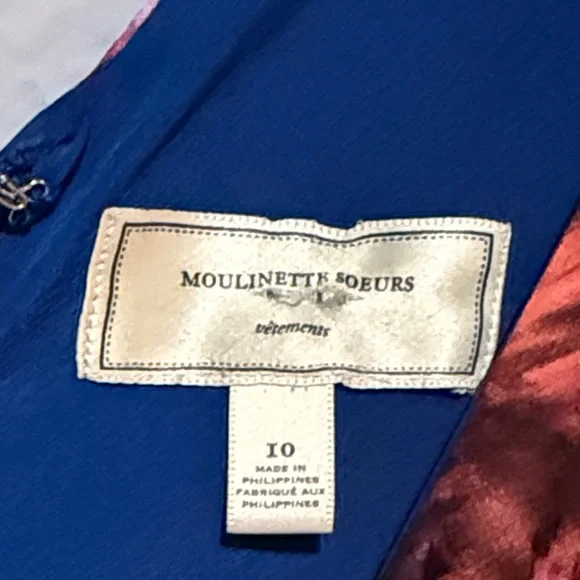 MOULINETTE SOEURS
vêtements
10
MADE IN
PHILIPPINES
FABRIQUÉ AUX
PHILIPPINES